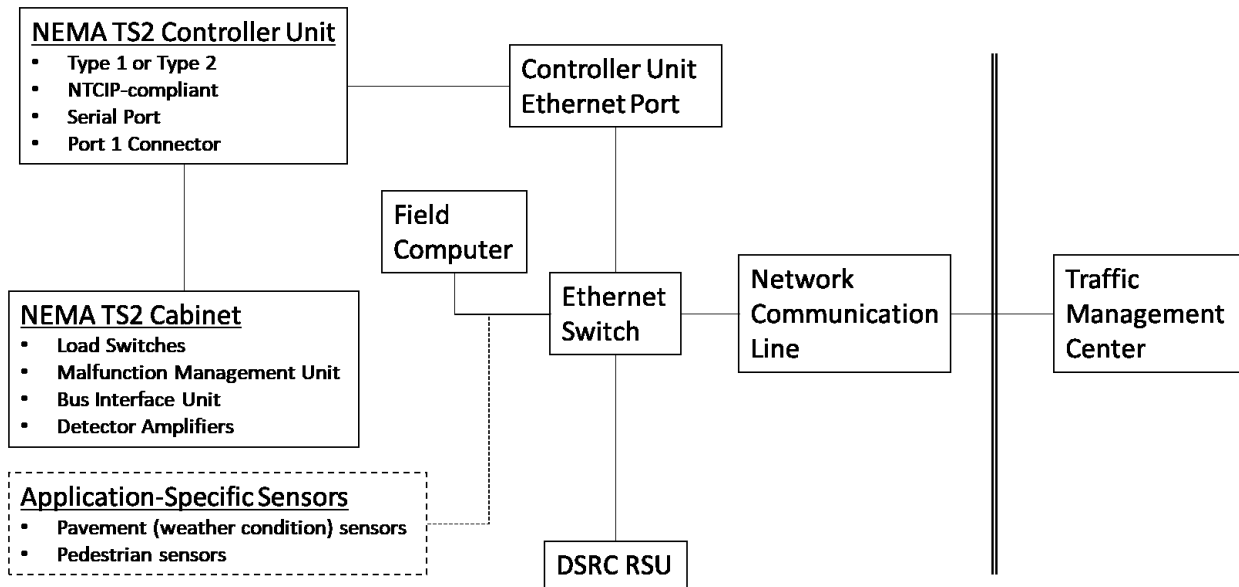 NEMA TS2 Controller Unit
▪ Type 1 or Type 2
▪ NTCIP-compliant
▪ Serial Port
▪ Port 1 Connector
Controller Unit
Ethernet Port
Field
Computer
NEMA TS2 Cabinet
▪ Load Switches
▪ Malfunction Management Unit
▪ Bus Interface Unit
▪ Detector Amplifiers
Ethernet
Switch
Network
Communication
Line
Traffic
Management
Center
Application-Specific Sensors
▪ Pavement (weather condition) sensors
▪ Pedestrian sensors
DSRC RSU